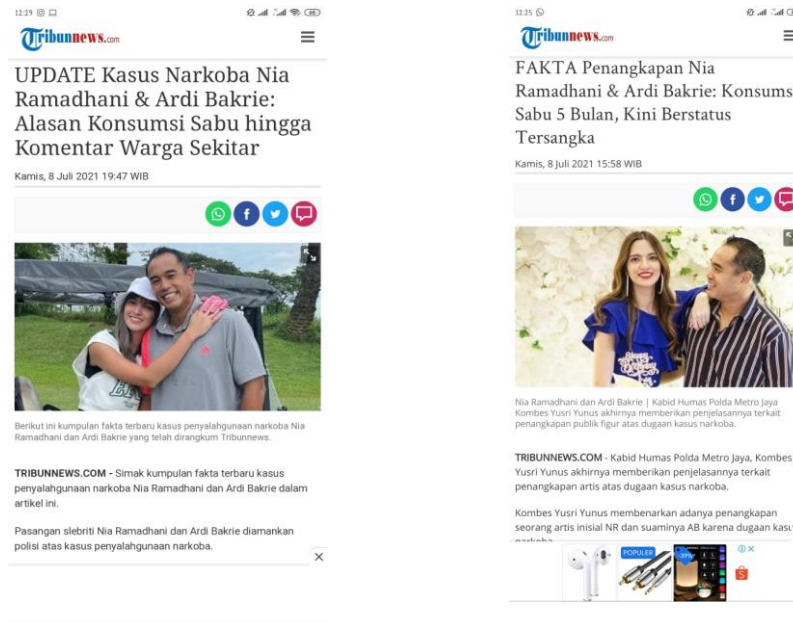 12:29
Tribunnews.com
UPDATE Kasus Narkoba Nia
Ramadhani & Ardi Bakrie:
Alasan Konsumsi Sabu hingga
Komentar Warga Sekitar
Kamis, 8 Juli 2021 19:47 WIB
Berikut ini kumpulan fakta terbaru kasus penyalahgunaan narkoba Nia
Ramadhani dan Ardi Bakrie yang telah dirangkum Tribunnews.
TRIBUNNEWS.COM - Simak kumpulan fakta terbaru kasus
penyalahgunaan narkoba Nia Ramadhani dan Ardi Bakrie dalam
artikel ini.
Pasangan slebriti Nia Ramadhani dan Ardi Bakrie diamankan
polisi atas kasus penyalahgunaan narkoba.
12:25
Tribunnews.com
FAKTA Penangkapan Nia
Ramadhani & Ardi Bakrie: Konsums
Sabu 5 Bulan, Kini Berstatus
Tersangka
Kamis, 8 Juli 2021 15:58 WIB
Nia Ramadhani dan Ardi Bakrie | Kabid Humas Polda Metro Jaya
Kombes Yusri Yunus akhirnya memberikan penjelasannya terkait
penangkapan publik figur atas dugaan kasus narkoba.
TRIBUNNEWS.COM - Kabid Humas Polda Metro Jaya, Kombes
Yusri Yunus akhirnya memberikan penjelasannya terkait
penangkapan artis atas dugaan kasus narkoba.
Kombes Yusri Yunus membenarkan adanya penangkapan
seorang artis inisial NR dan suaminya AB karena dugaan kasu
narkoba
POPULER